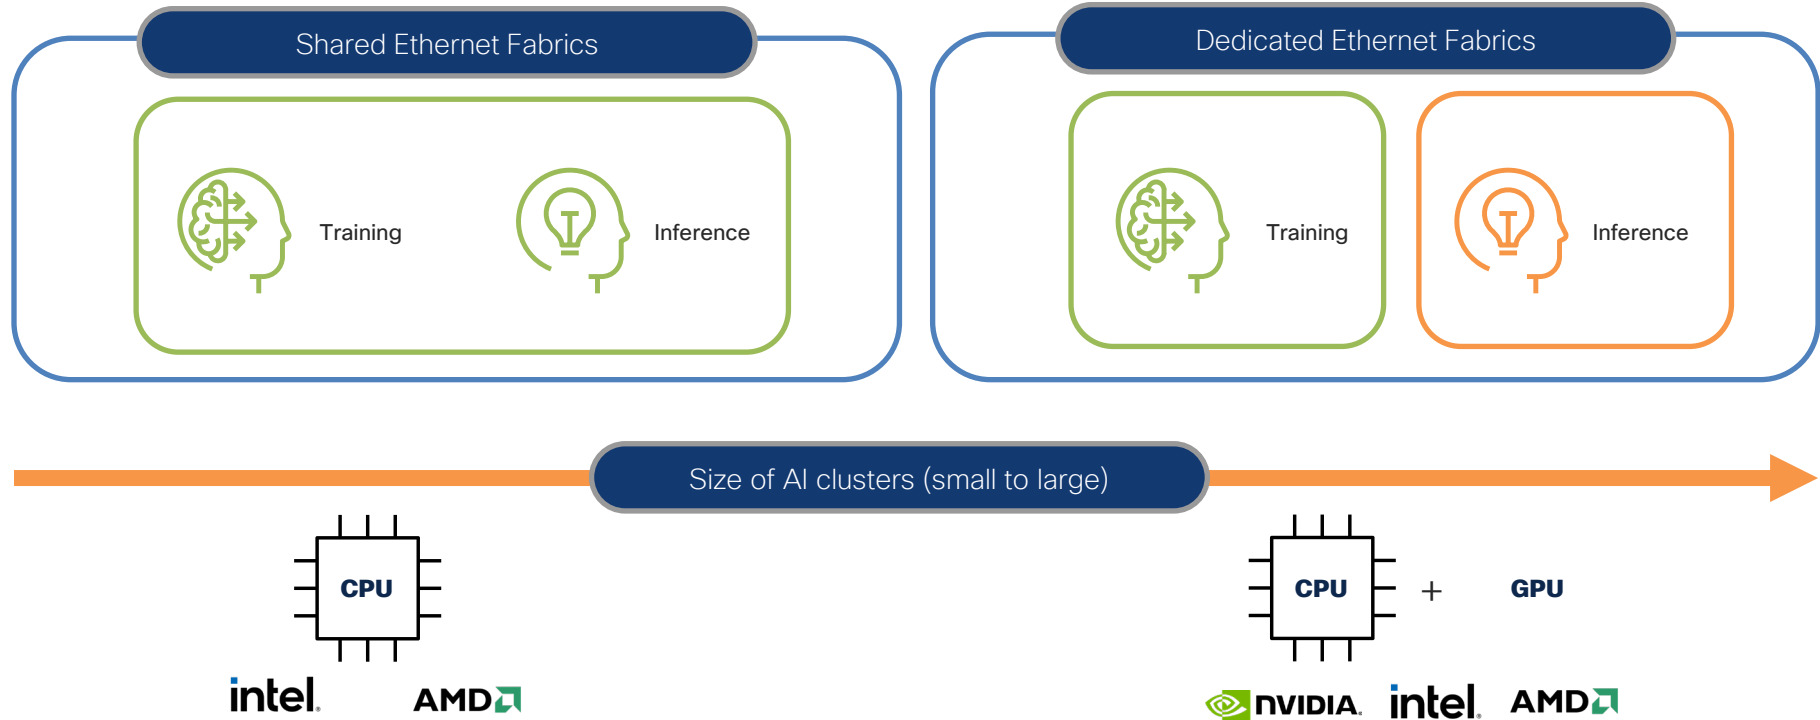 Shared Ethernet Fabrics
Dedicated Ethernet Fabrics
Training
Inference
Training
Inference
Size of AI clusters (small to large)
CPU
CPU
+
GPU
intel.
AMD
NVIDIA.
intel.
AMD